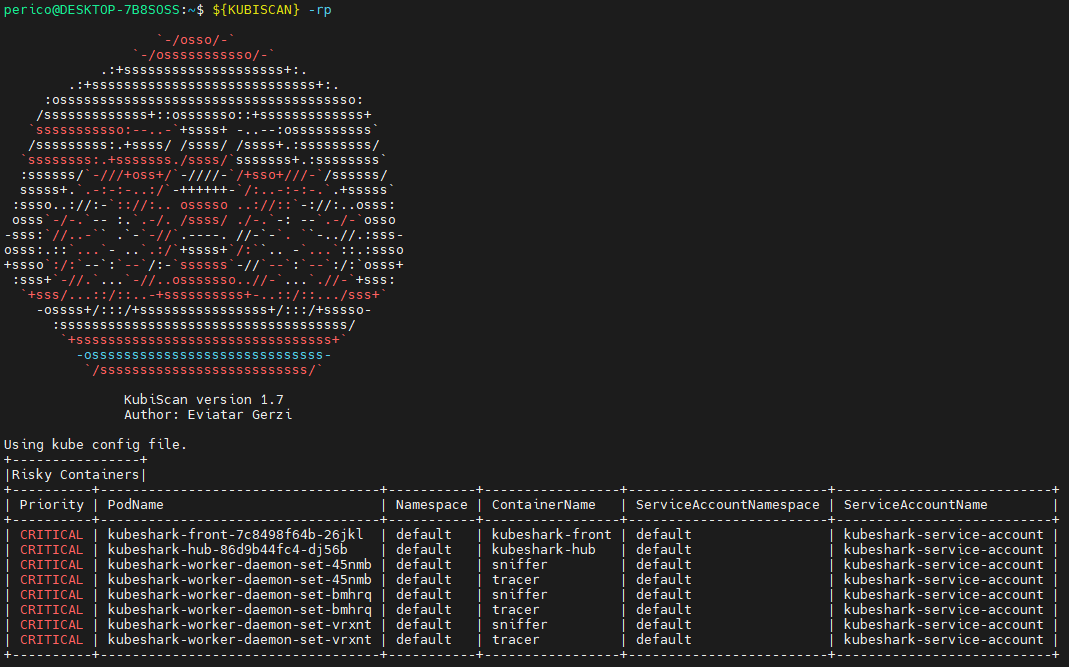 perico@DESKTOP-7B8SOSS:~$ ${KUBISCAN} -rp
`-/osso/-`
`-/osssssssssso/-`
.:+ssssssssssssssssssss+:.
.:+ssssssssssssssssssssssssssss+:.
:ossssssssssssssssssssssssssssssssssso:
/sssssssssssss+::osssssso::+sssssssssssss+
`sssssssssssso:--..-`+ssss+ -..--:osssssssssss`
/sssssssss:.+ssss/ /ssss/ /ssss+.:sssssssss/
`ssssssss:.+sssssss./ssss/`sssssss+.:ssssssss`
:ssssss/`-///+oss+/`-////-`/+sso+///-`/ssssss/
sssss+.`.-:-:-..:/`-++++++-`/:..-:-:-.`.+sssss`
:ssso..://:-`:://:.. osssso ..://::`-://:..osss:
osss`-/-.`-- :.`.-/. /ssss/ ./-.`-: --`.-/-`osso
-sss:`//..-`` .`-`-//`.----. //-`-`. ``-..//.:sss-
osss:.::`...`- ..`.:/`+ssss+`/:``.. -`...`::.:ssso
+ssso`:/:`--`:`--`/:-`ssssss`-//`--`:`--`:/:`osss+
:sss+`-//.`...`-//..osssssso..//-`...`.//-`+sss:
`+sss/...::/::..-+ssssssssss+-..::/::.../sss+`
-ossss+/:::/+ssssssssssssssss+/:::/+sssso-
:ssssssssssssssssssssssssssssssssssss/
`+ssssssssssssssssssssssssssssssss+`
-osssssssssssssssssssssssssssss-
`/ssssssssssssssssssssssssss/`
KubiScan version 1.7
Author: Eviatar Gerzi
Using kube config file.
+----------------+
|Risky Containers|
+----------+-----------------------------------+-----------+-----------------+-------------------------+---------------------------+
| Priority | PodName | Namespace | ContainerName | ServiceAccountNamespace | ServiceAccountName |
+----------+-----------------------------------+-----------+-----------------+-------------------------+---------------------------+
| CRITICAL | kubeshark-front-7c8498f64b-26jkl | default | kubeshark-front | default | kubeshark-service-account |
| CRITICAL | kubeshark-hub-86d9b44fc4-dj56b | default | kubeshark-hub | default | kubeshark-service-account |
| CRITICAL | kubeshark-worker-daemon-set-45nmb | default | sniffer | default | kubeshark-service-account |
| CRITICAL | kubeshark-worker-daemon-set-45nmb | default | tracer | default | kubeshark-service-account |
| CRITICAL | kubeshark-worker-daemon-set-bmhrq | default | sniffer | default | kubeshark-service-account |
| CRITICAL | kubeshark-worker-daemon-set-bmhrq | default | tracer | default | kubeshark-service-account |
| CRITICAL | kubeshark-worker-daemon-set-vrxnt | default | sniffer | default | kubeshark-service-account |
| CRITICAL | kubeshark-worker-daemon-set-vrxnt | default | tracer | default | kubeshark-service-account |
+----------+-----------------------------------+-----------+-----------------+-------------------------+---------------------------+